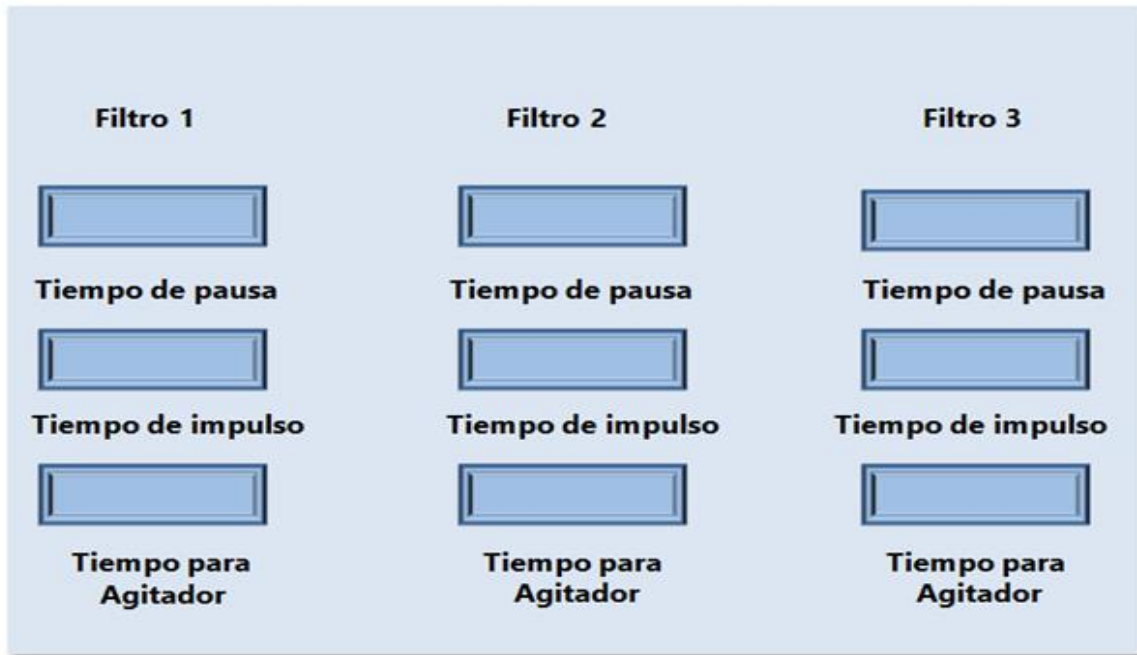 Filtro 1
Filtro 2
Filtro 3
Tiempo de pausa
Tiempo de pausa
Tiempo de pausa
Tiempo de impulso
Tiempo de impulso
Tiempo de impulso
Tiempo para
Agitador
Tiempo para
Agitador
Tiempo para
Agitador